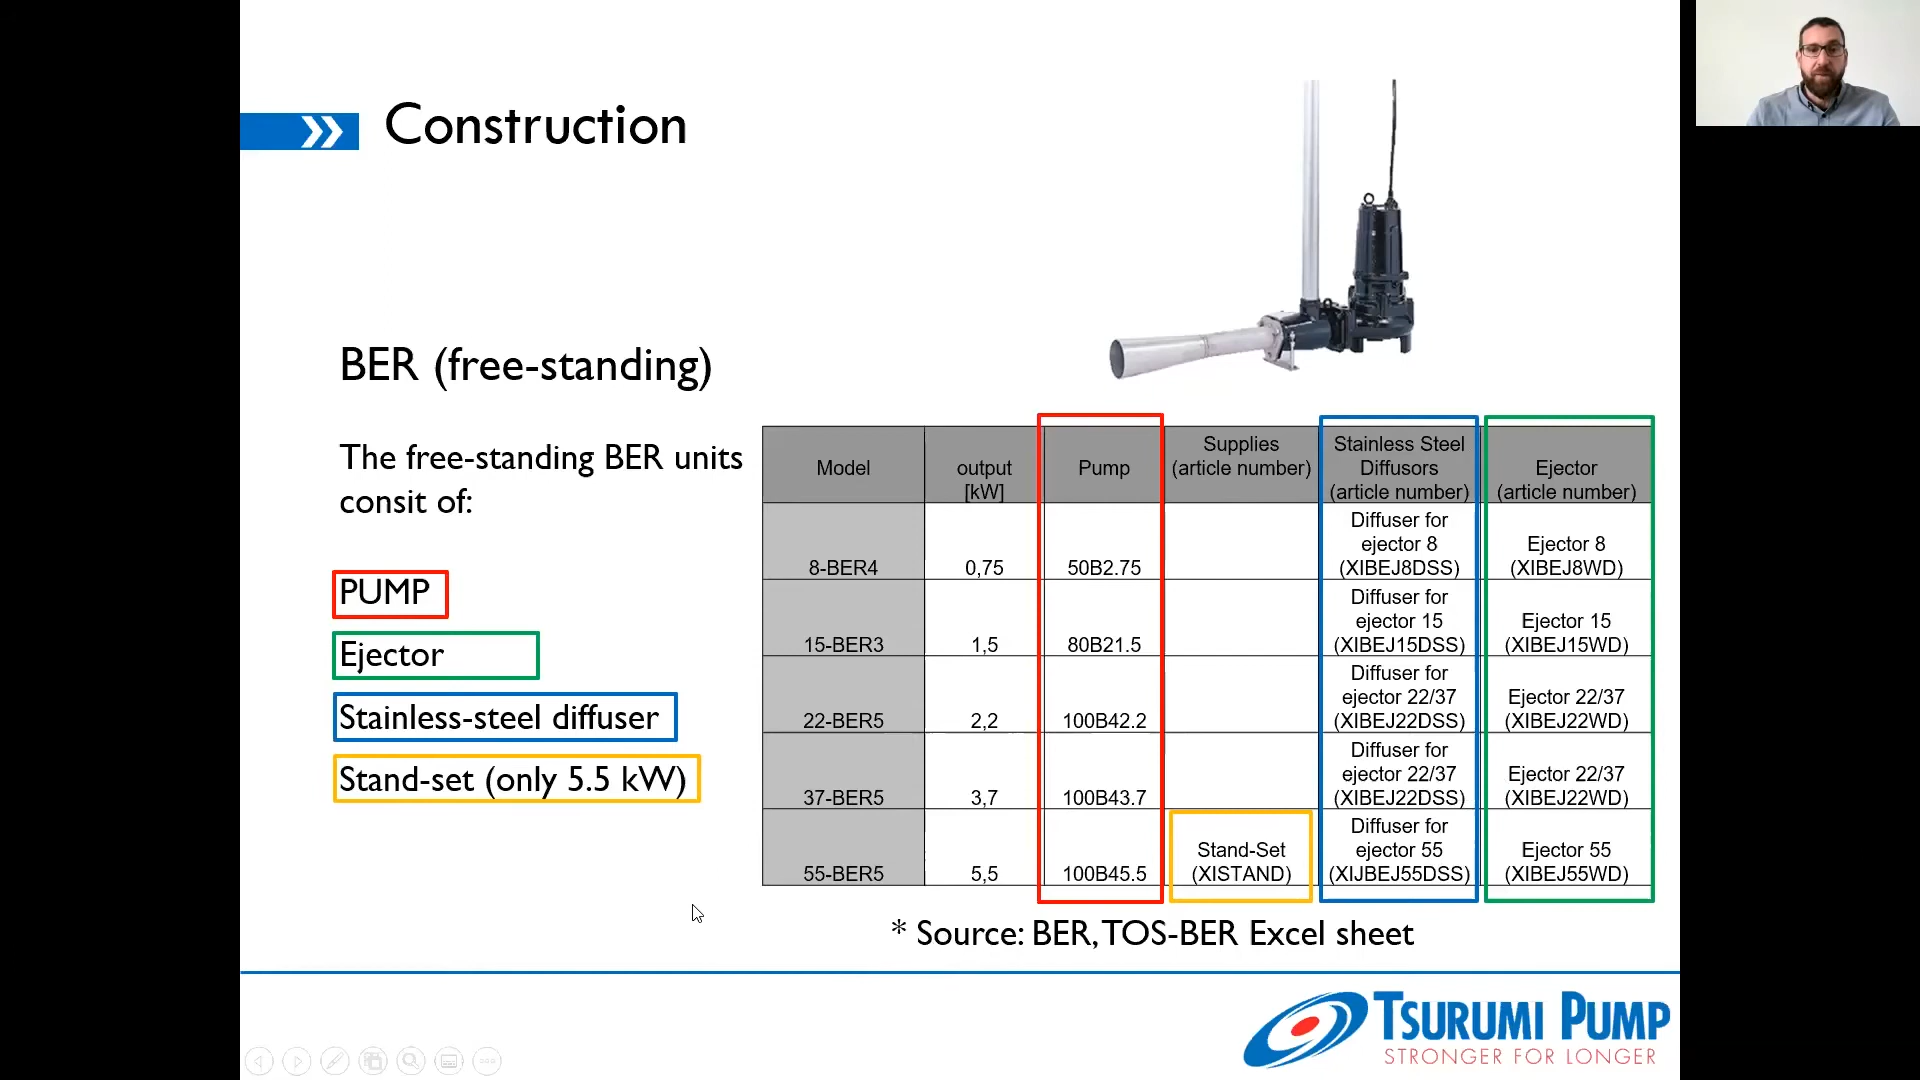 Construction
BER (free-standing)
The free-standing BER units
consit of:
PUMP
Ejector
Stainless-steel diffuser
Stand-set (only 5.5 kW)
Model
output
[kW]
Pump
Supplies
(article number)
Stainless Steel
Diffusors
(article number)
Ejector
(article number)
8-BER4
0,75
50B2.75
Diffuser for
ejector 8
(XIBEJ8DSS)
Ejector 8
(XIBEJ8WD)
15-BER3
1,5
80B21.5
Diffuser for
ejector 15
(XIBEJ15DSS)
Ejector 15
(XIBEJ15WD)
22-BER5
2,2
100B42.2
Diffuser for
ejector 22/37
(XIBEJ22DSS)
Ejector 22/37
(XIBEJ22WD)
37-BER5
3,7
100B43.7
Diffuser for
ejector 22/37
(XIBEJ22DSS)
Ejector 22/37
(XIBEJ22WD)
55-BER5
5,5
100B45.5
Stand-Set
(XISTAND)
Diffuser for
ejector 55
(XIJBEJ55DSS)
Ejector 55
(XIBEJ55WD)
* Source: BER, TOS-BER Excel sheet
TSURUMI PUMP
STRONGER FOR LONGER